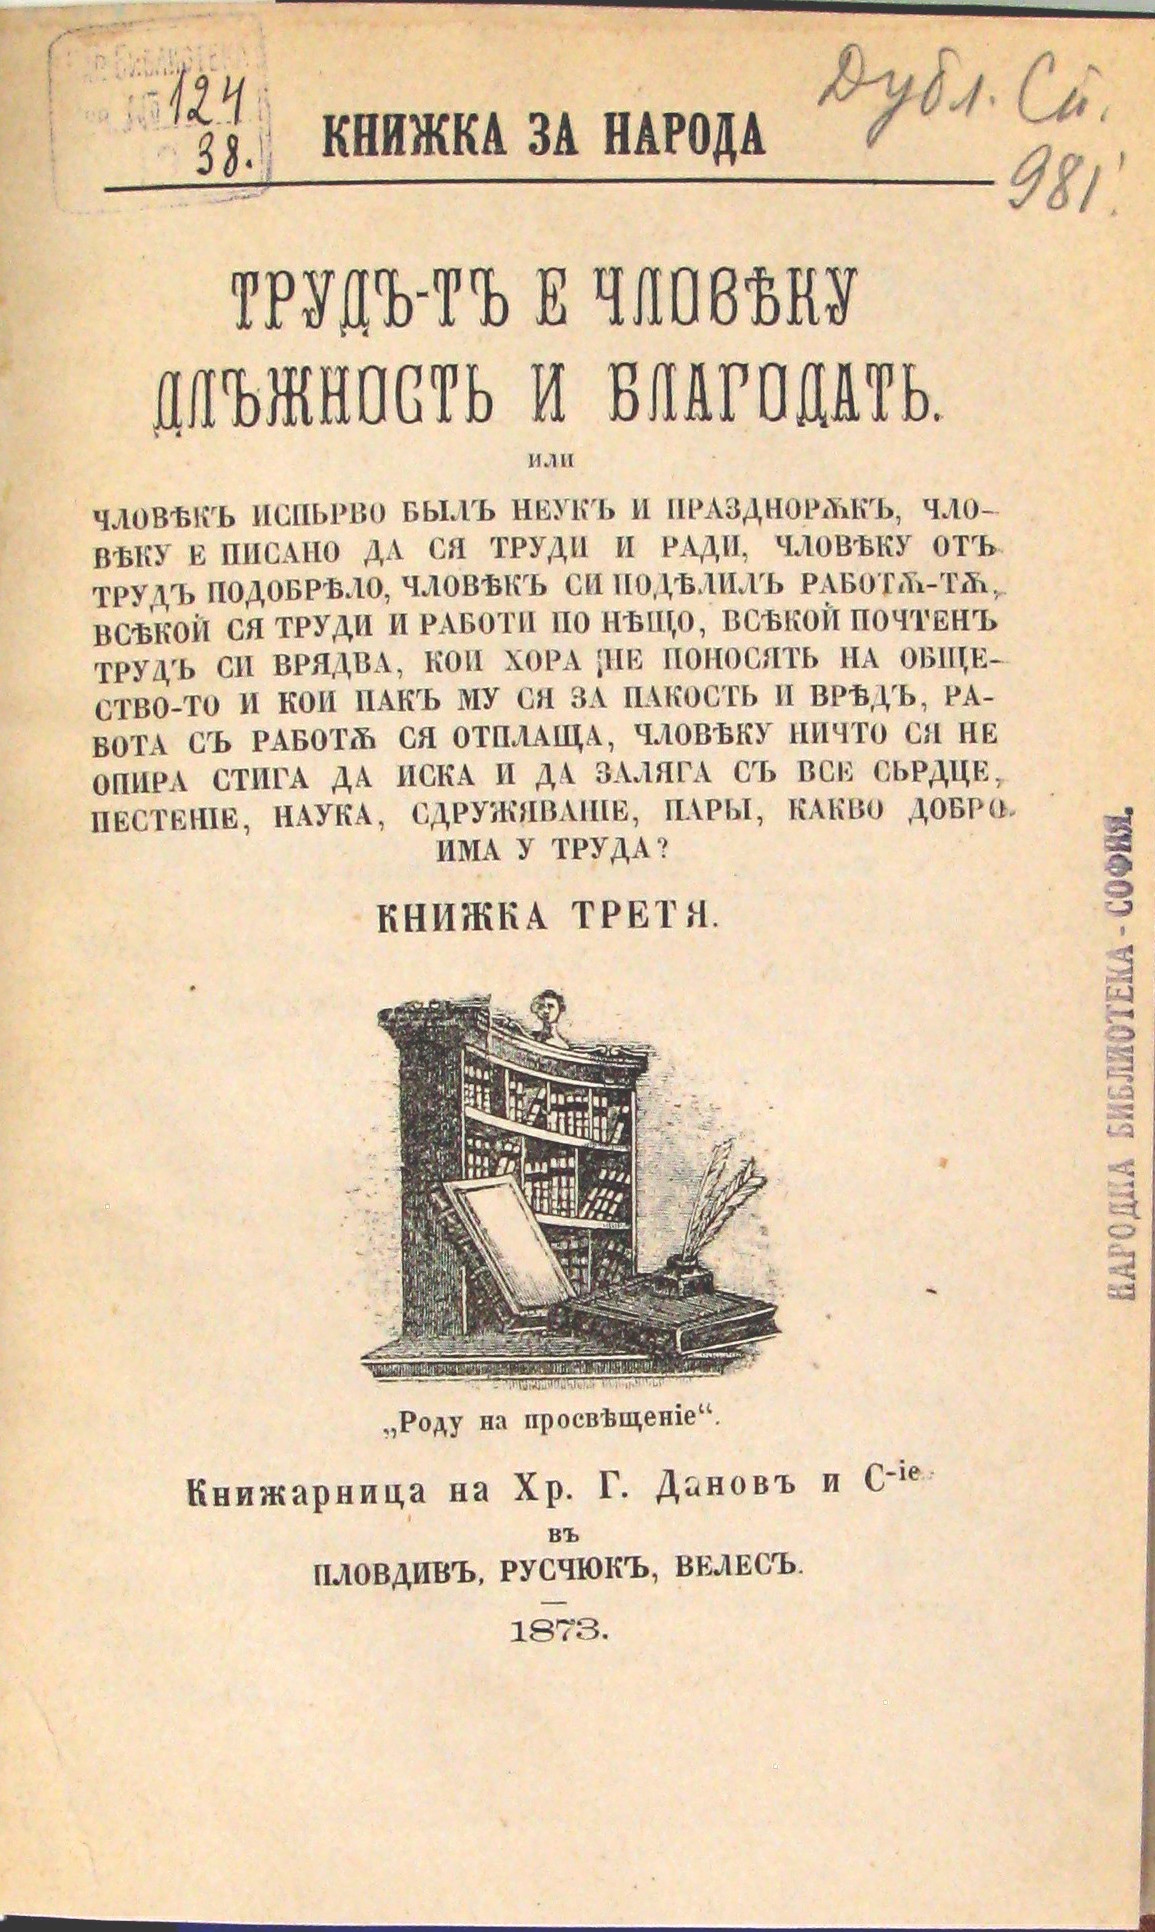 124
38.
Дубл.
981
КНИЖКА ЗА НАРОДА
ТРУДЪ-ТЪ Е ЧЛОВѢКУ
ДЛЪЖНОСТЬ И БЛАГОДАТЬ.
или
ЧЛОВѢКЪ ИСПЬРВО БЫЛЪ НЕУКЪ И ПРАЗДНОРѪКЪ, ЧЛО-
ВѢКУ Е ПИСАНО ДА СЯ ТРУДИ И РАДИ, ЧЛОВѢКУ ОТЪ
ТРУДЪ ПОДОБРѢЛО, ЧЛОВѢКЪ СИ ПОДѢЛИЛЪ РАБОТѪ-ТѪ,
ВСѢКОЙ СЯ ТРУДИ И РАБОТИ ПО НѢЩО, ВСѢКОЙ ПОЧТЕНЪ
ТРУДЪ СИ ВРЯДВА, КОИ ХОРА НЕ ПОНОСЯТЬ НА ОБЩЕ-
СТВО-ТО И КОИ ПАКЪ МУ СЯ ЗА ПАКОСТЬ И ВРѢДЪ, РА-
БОТА СЪ РАБОТѪ СЯ ОТПЛАЩА, ЧЛОВѢКУ НИЧТО СЯ НЕ
ОПИРА СТИГА ДА ИСКА И ДА ЗАЛЯГА СЪ ВСЕ СЬРДЦЕ,
ПЕСТЕНІЕ, НАУКА, СДРУЖЯВАНІЕ, ПАРЫ, КАКВО ДОБРО
ИМА У ТРУДА?
КНИЖКА ТРЕТЯ.
„Роду на просвѣщеніе“.
Книжарница на Хр. Г. Дановъ и С-іе
въ
ПЛОВДИВЪ, РУСЧЮКЪ, ВЕЛЕСЪ.
1873.
НАРОДНА БИБЛИОТЕКА - СОФИЯ.